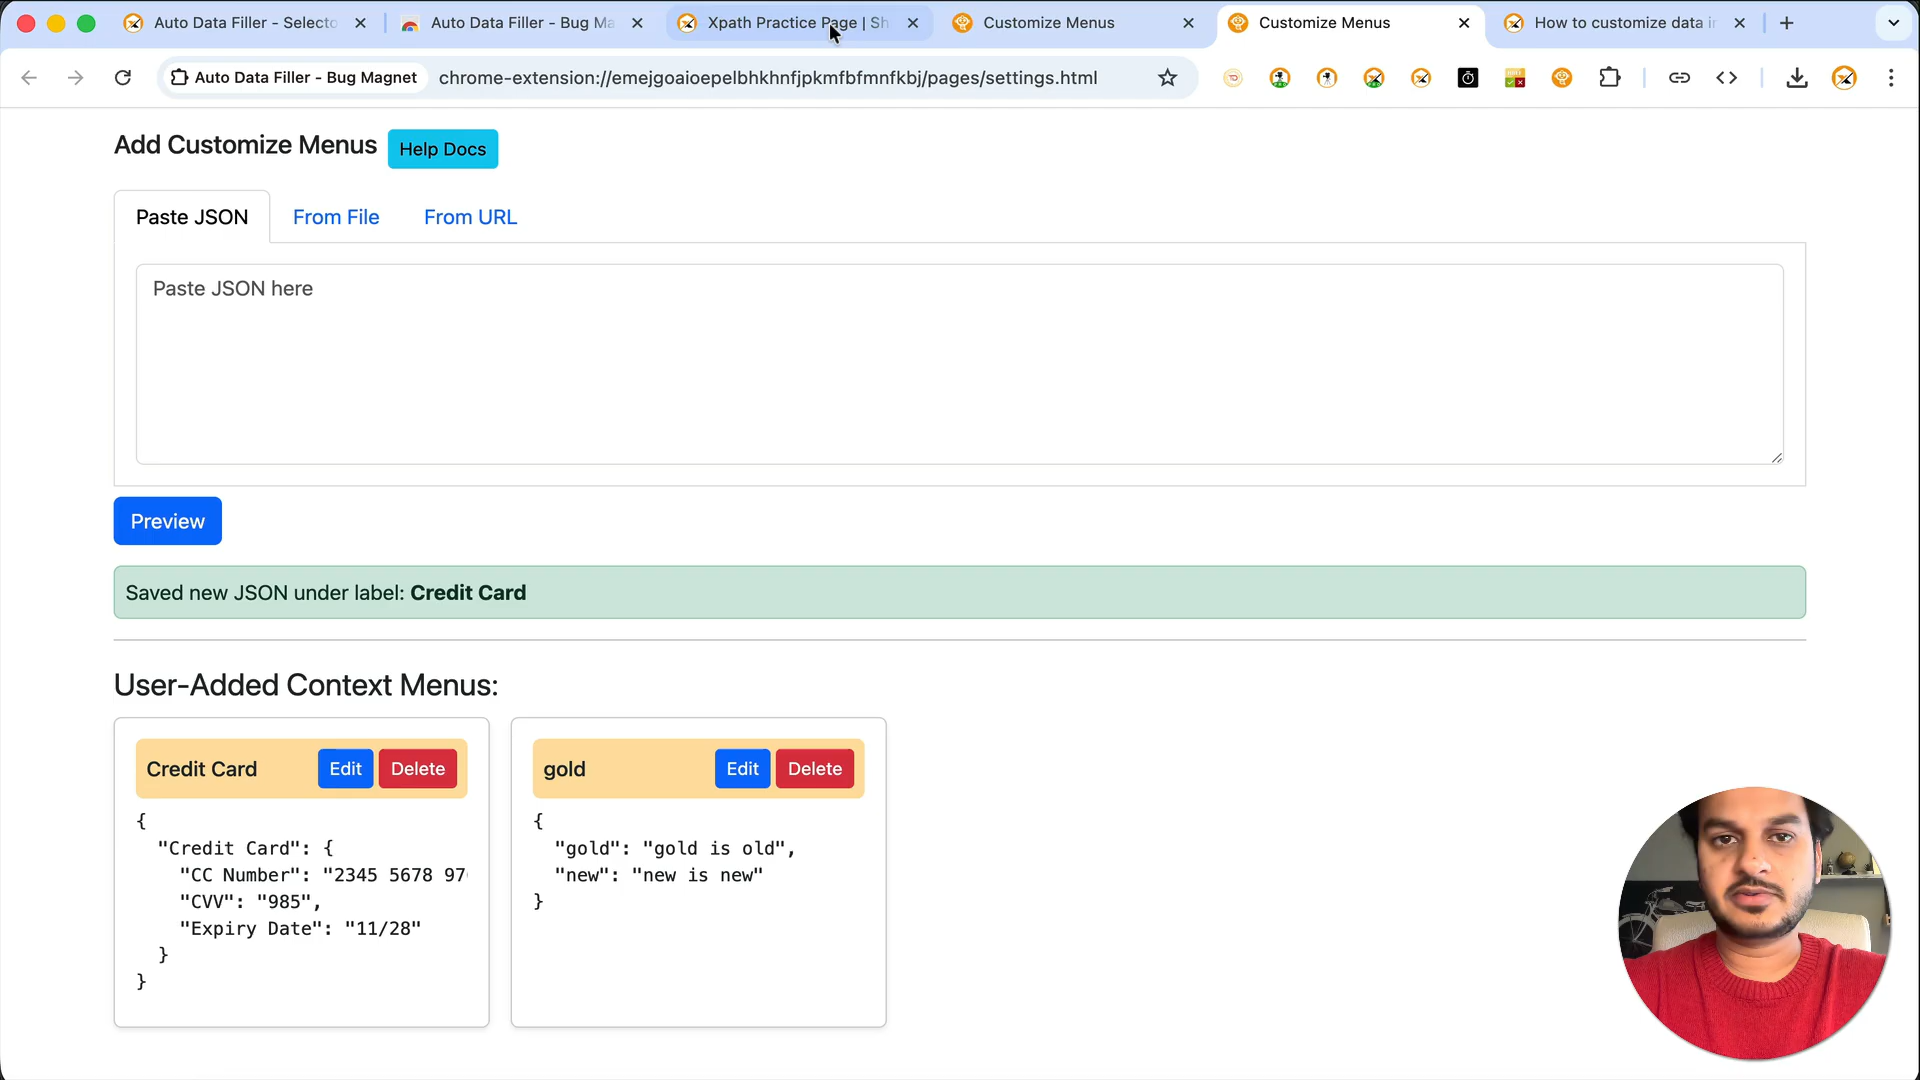 Auto Data Filler - Selecto
Auto Data Filler - Bug Ma
Xpath Practice Page | Sh
Customize Menus
Customize Menus
How to customize data in
Auto Data Filler - Bug Magnet
chrome-extension://emejgoaioepelbhkhnfjpkmfbfmnfkbj/pages/settings.html
Add Customize Menus
Help Docs
Paste JSON
From File
From URL
Paste JSON here
Preview
Saved new JSON under label: Credit Card
User-Added Context Menus:
Credit Card
Edit
Delete
{
"Credit Card": {
"CC Number": "2345 5678 97
"CVV": "985",
"Expiry Date": "11/28"
}
}
gold
Edit
Delete
{
"gold": "gold is old",
"new": "new is new"
}